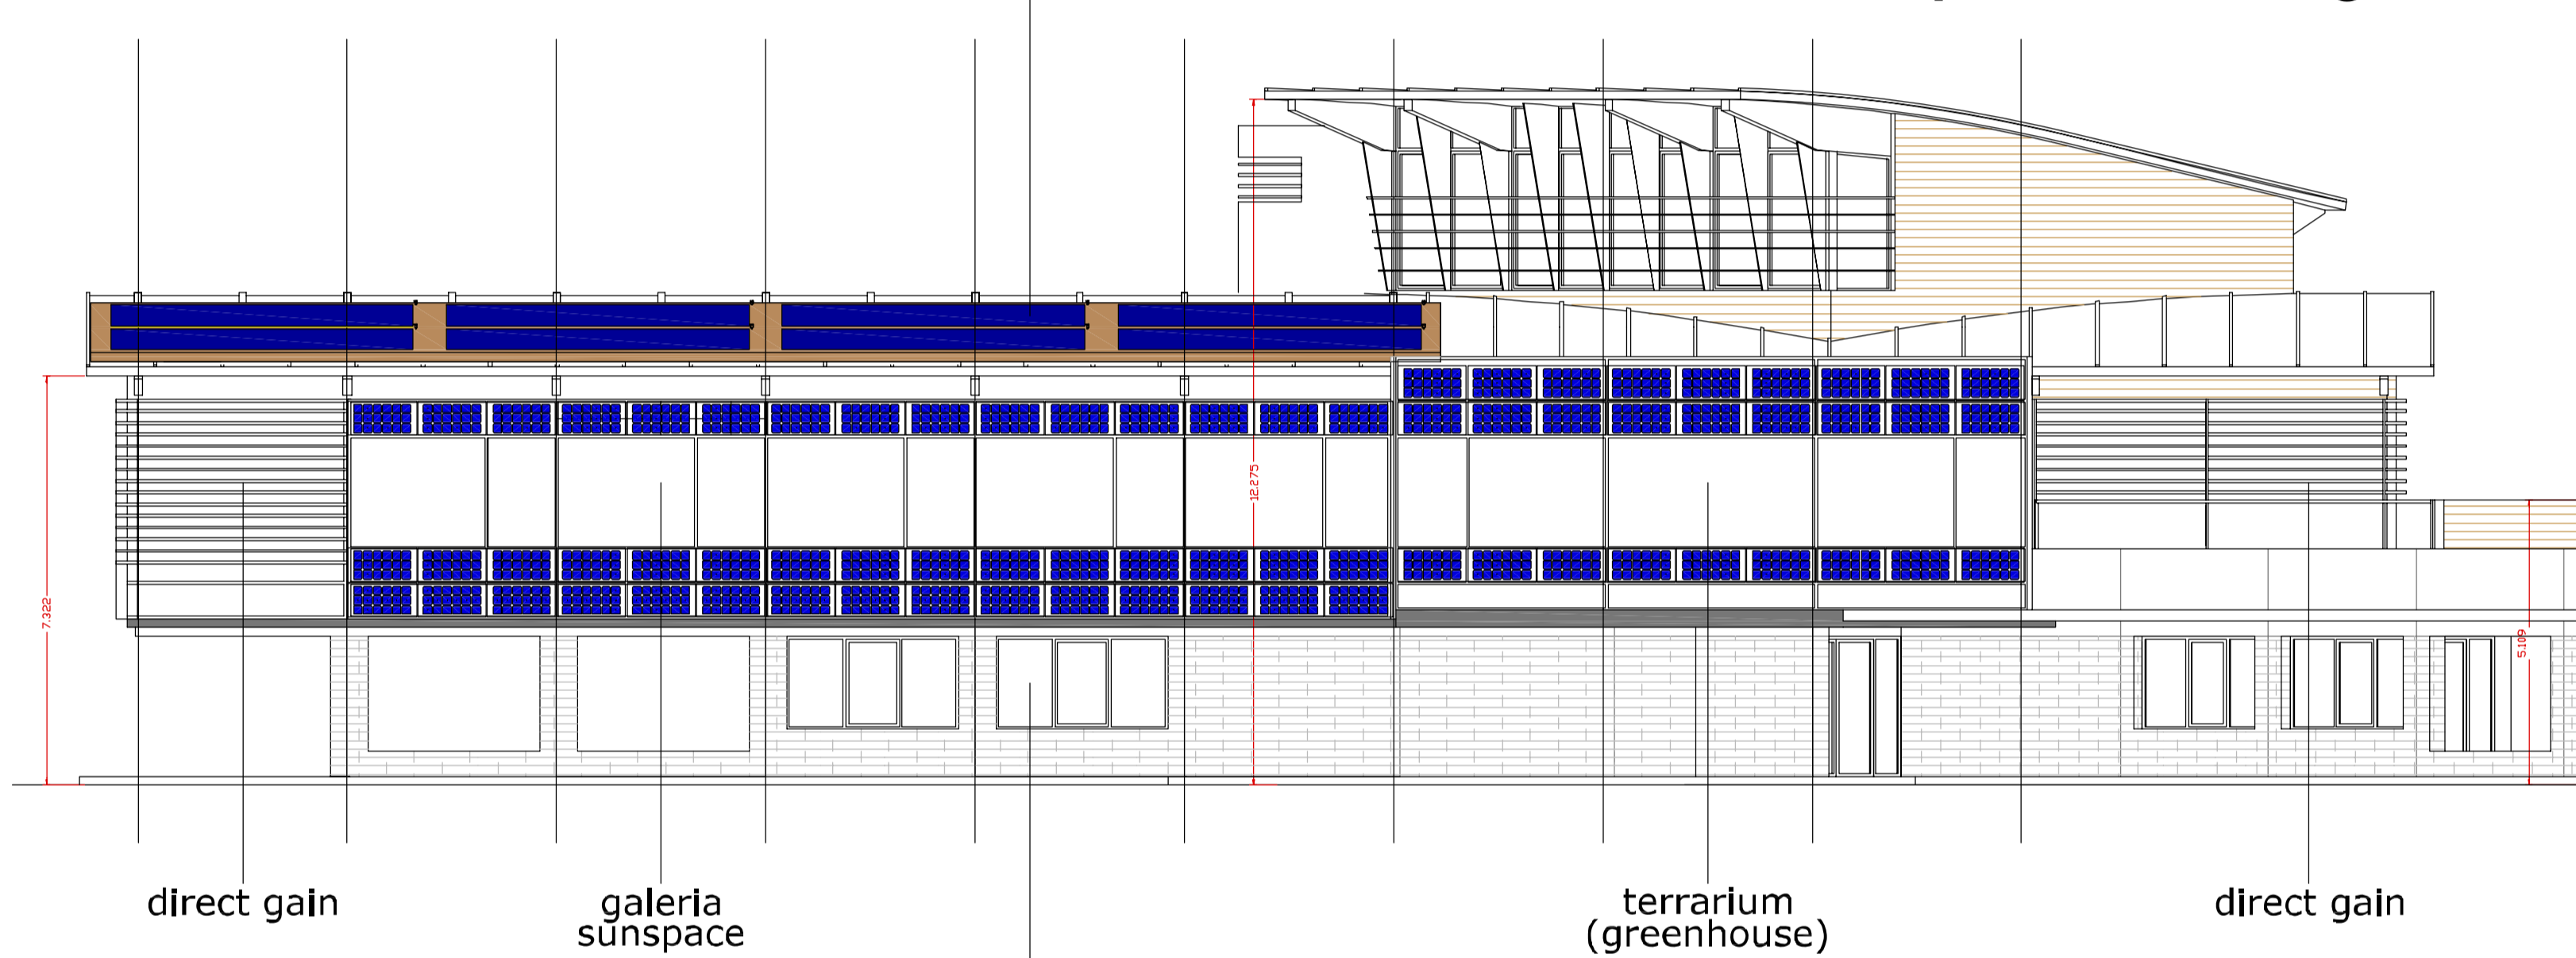 12.275
7.322
5.109
direct gain
galeria
sunspace
terrarium
(greenhouse)
direct gain